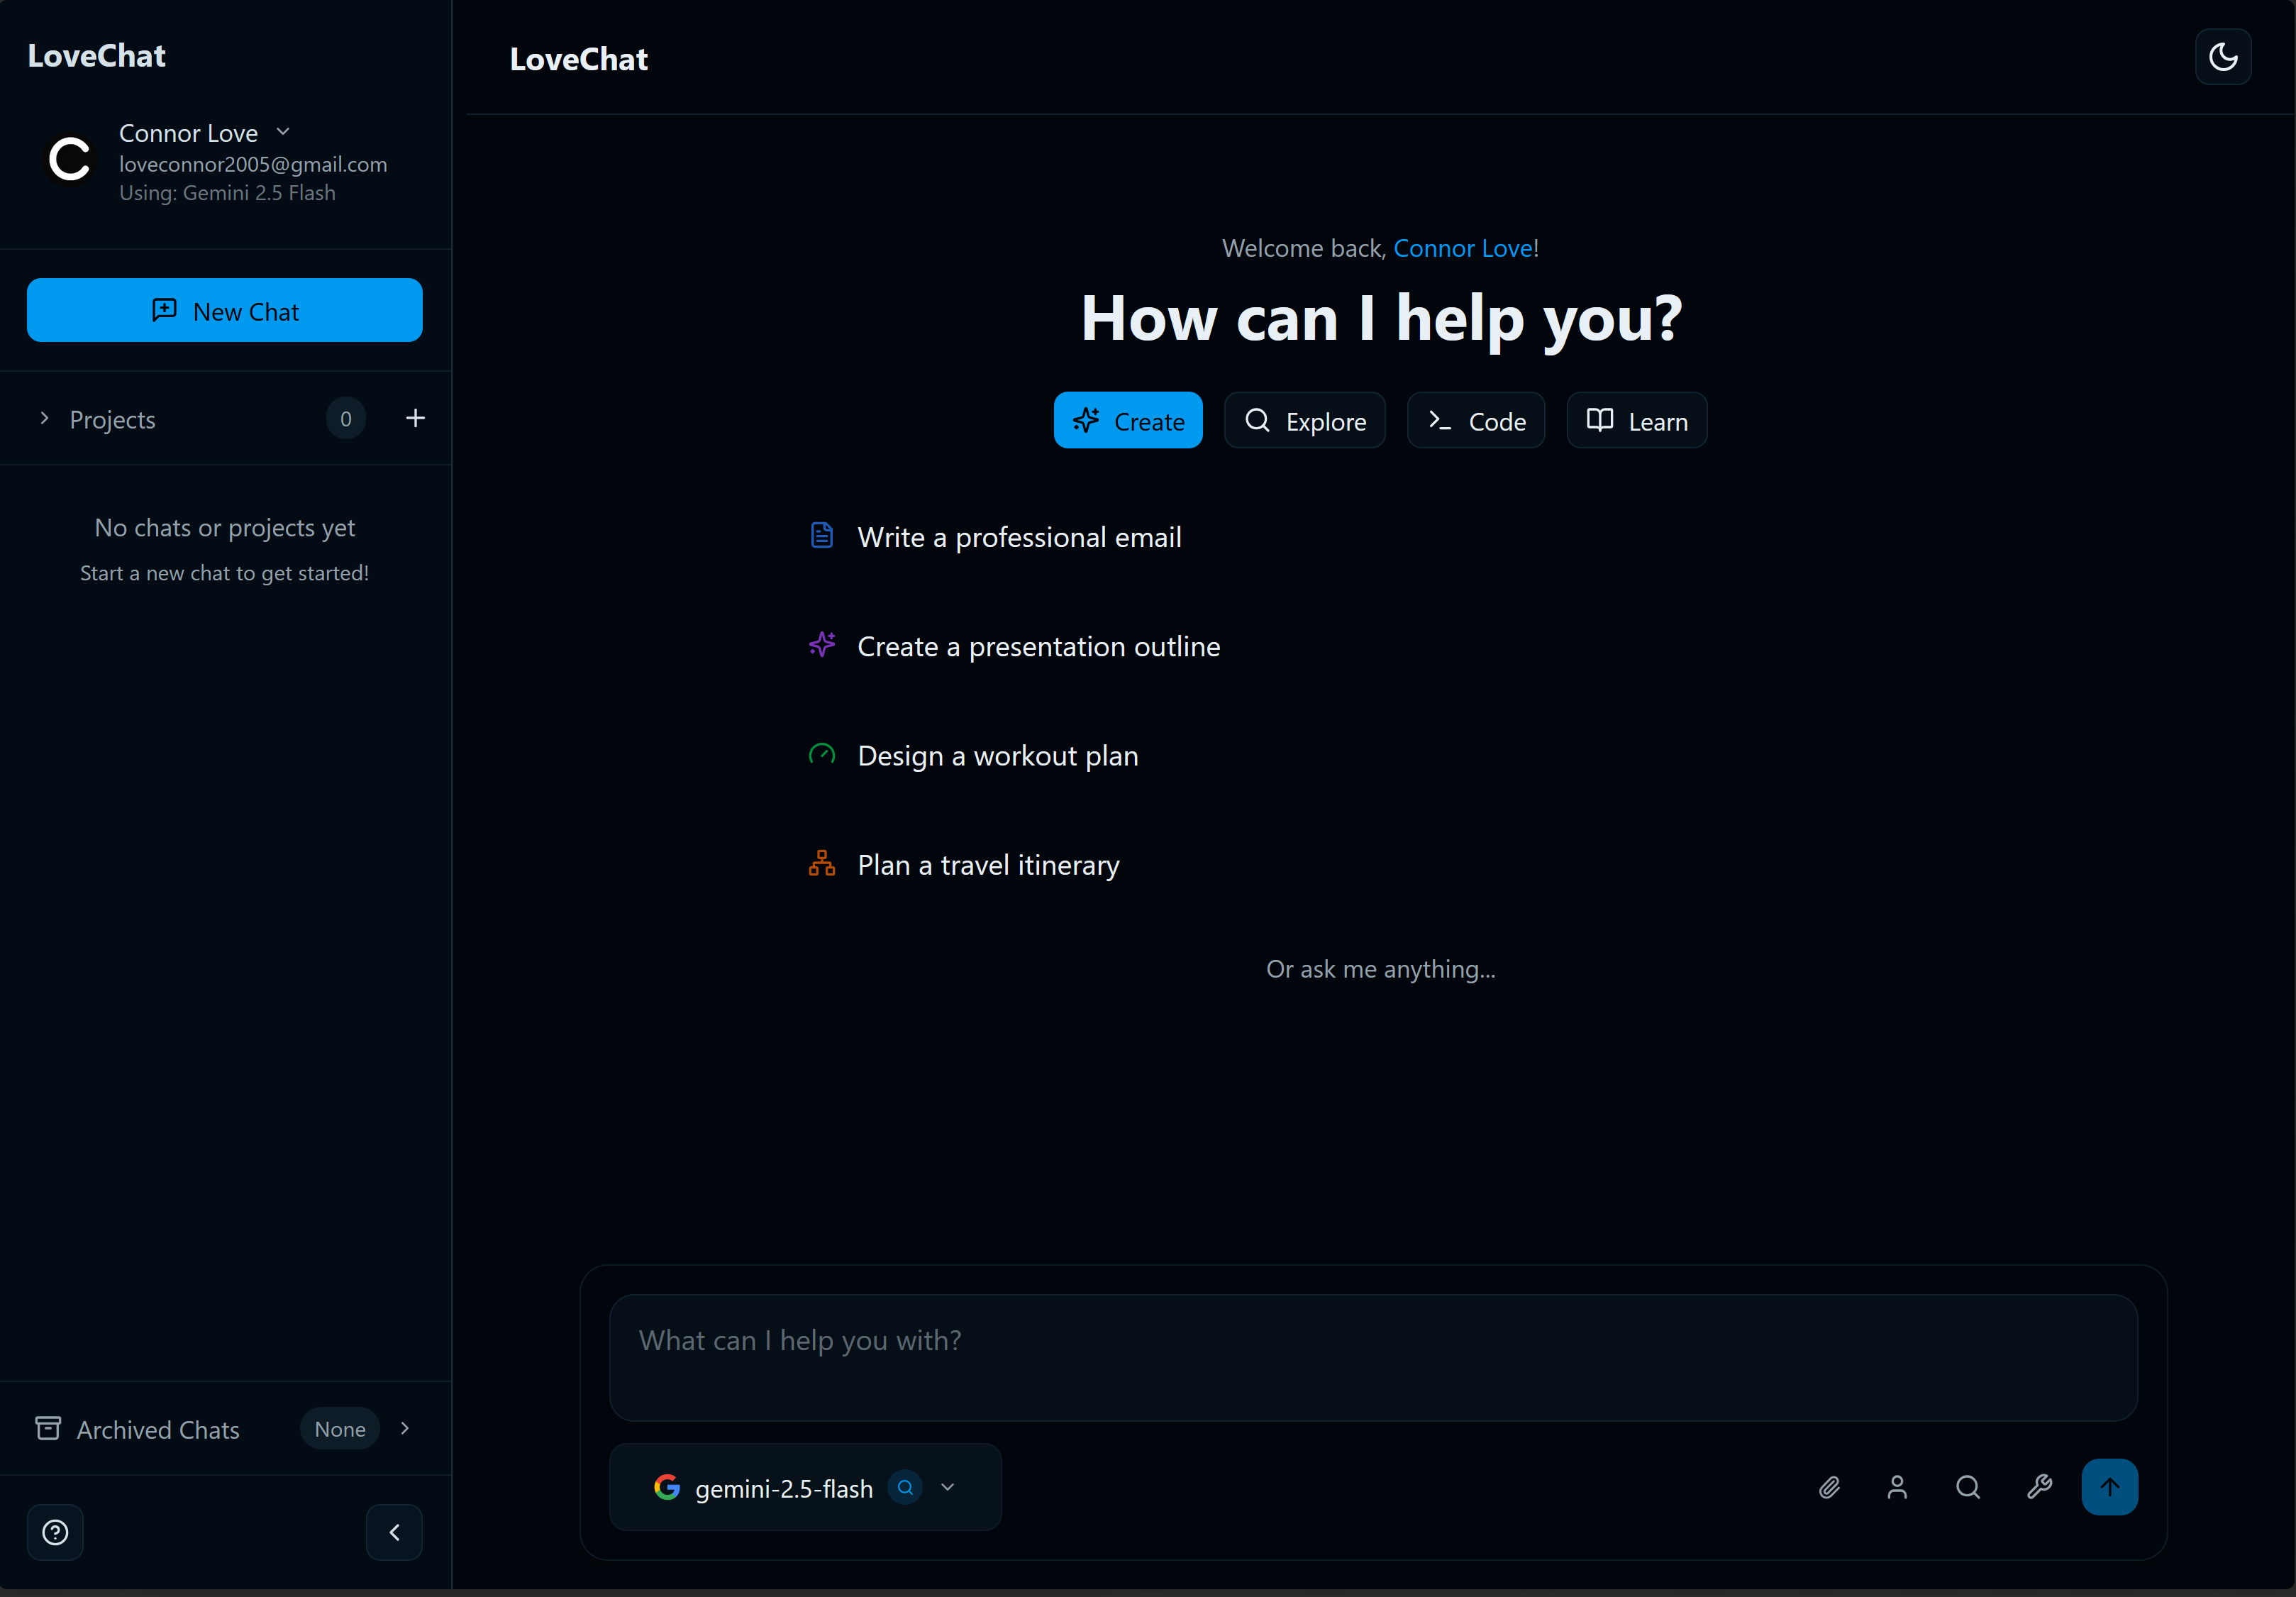 LoveChat
Connor Love
loveconnor2005@gmail.com
Using: Gemini 2.5 Flash
New Chat
Projects
0
No chats or projects yet
Start a new chat to get started!
Archived Chats
None
LoveChat
Welcome back, Connor Love!
How can I help you?
Create
Explore
Code
Learn
Write a professional email
Create a presentation outline
Design a workout plan
Plan a travel itinerary
Or ask me anything...
What can I help you with?
gemini-2.5-flash